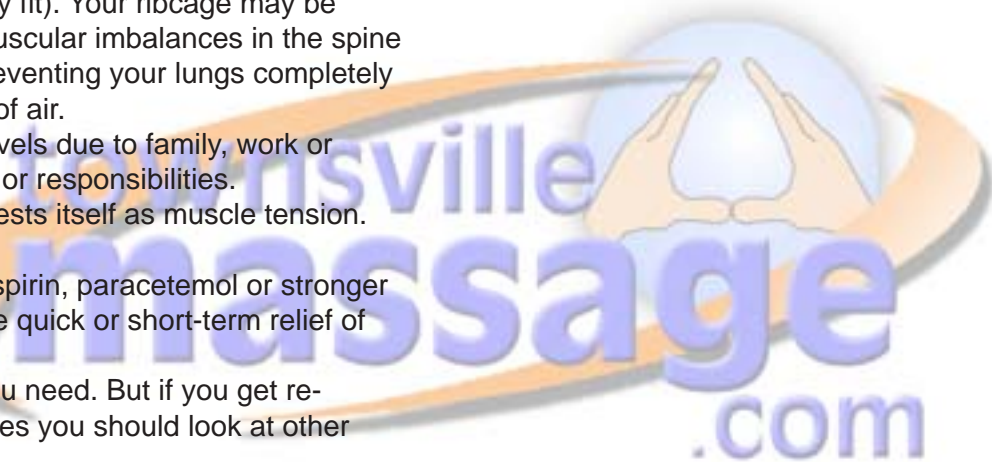 y fit). Your ribcage may be
uscular imbalances in the spine
eventing your lungs completely
of air.
vels due to family, work or
or responsibilities.
ests itself as muscle tension.
spirin, paracetemol or stronger
e quick or short-term relief of
ou need. But if you get re-
es you should look at other
townsville
massage
.com